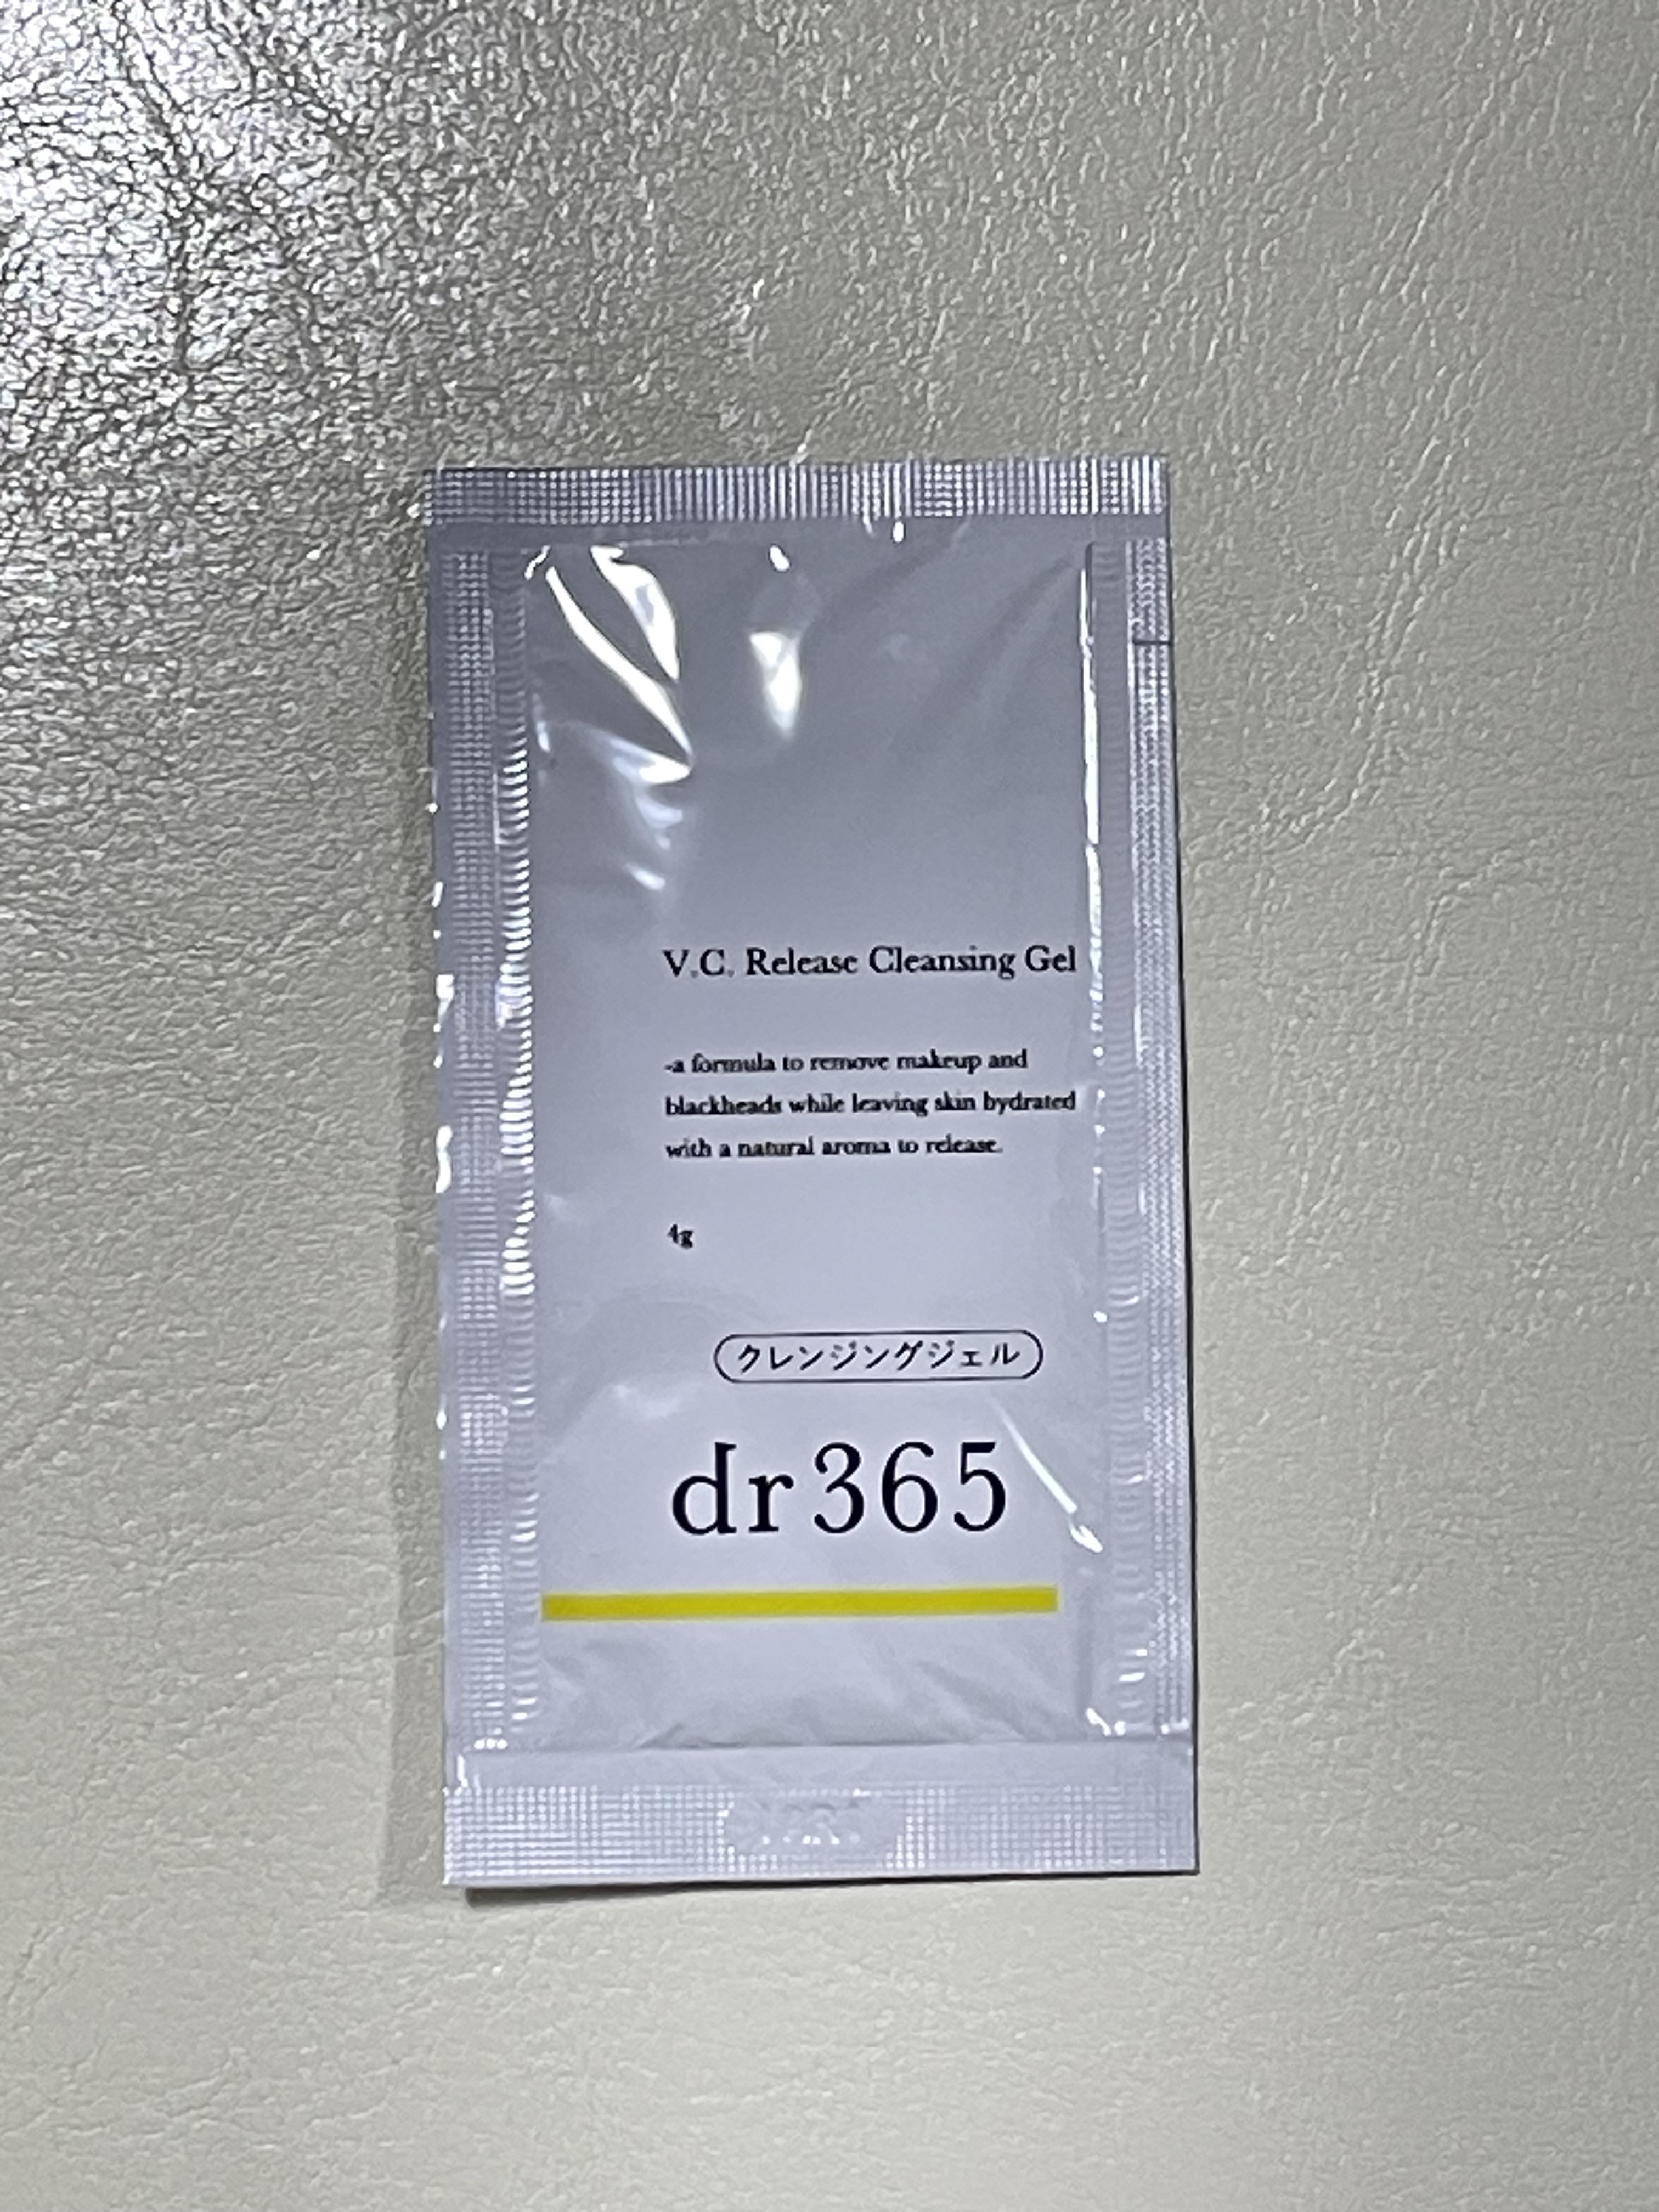 V.C. Release Cleansing Gel
-a formula to remove makeup and
blackheads while leaving skin hydrated
with a natural aroma to release.
4g
クレンジングジェル
dr365